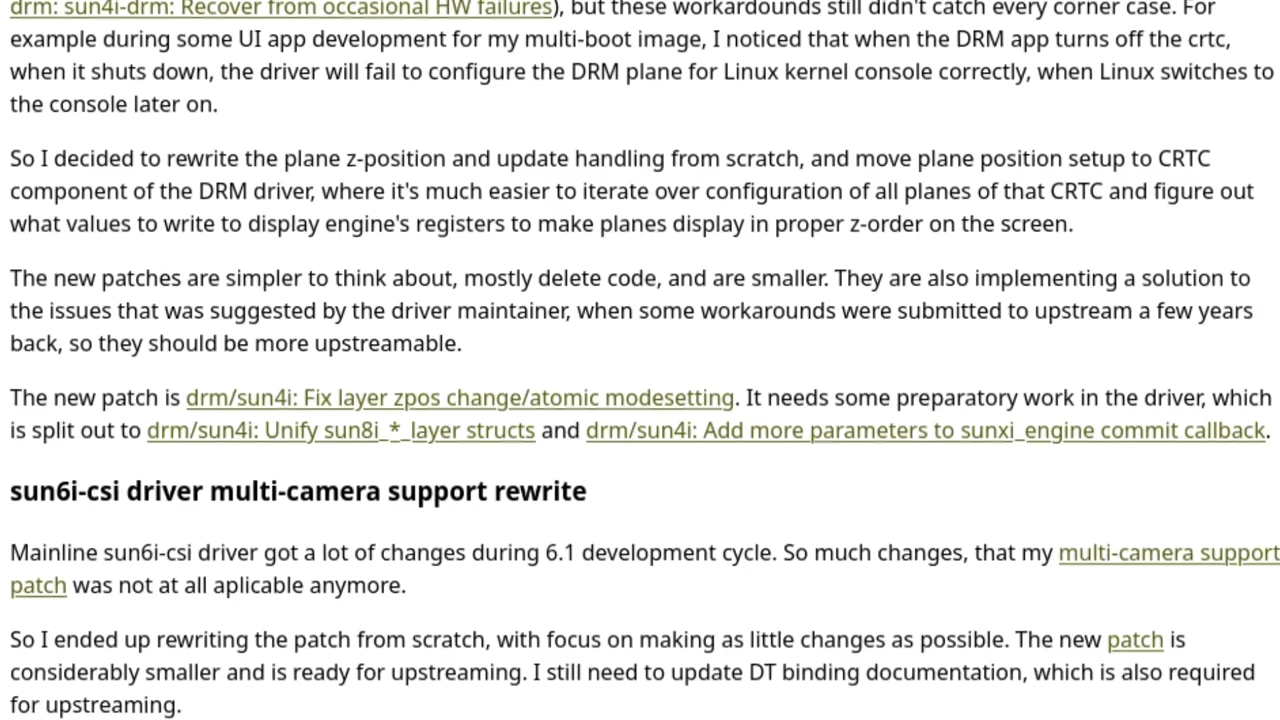 drm: sun4i-drm: Recover from occasional HW failures), but these workardounds still didn't catch every corner case. For
example during some UI app development for my multi-boot image, I noticed that when the DRM app turns off the crtc,
when it shuts down, the driver will fail to configure the DRM plane for Linux kernel console correctly, when Linux switches to
the console later on.
So I decided to rewrite the plane z-position and update handling from scratch, and move plane position setup to CRTC
component of the DRM driver, where it's much easier to iterate over configuration of all planes of that CRTC and figure out
what values to write to display engine's registers to make planes display in proper z-order on the screen.
The new patches are simpler to think about, mostly delete code, and are smaller. They are also implementing a solution to
the issues that was suggested by the driver maintainer, when some workarounds were submitted to upstream a few years
back, so they should be more upstreamable.
The new patch is drm/sun4i: Fix layer zpos change/atomic modesetting. It needs some preparatory work in the driver, which
is split out to drm/sun4i: Unify sun8i_*_layer structs and drm/sun4i: Add more parameters to sunxi_engine commit callback.
sun6i-csi driver multi-camera support rewrite
Mainline sun6i-csi driver got a lot of changes during 6.1 development cycle. So much changes, that my multi-camera support
patch was not at all aplicable anymore.
So I ended up rewriting the patch from scratch, with focus on making as little changes as possible. The new patch is
considerably smaller and is ready for upstreaming. I still need to update DT binding documentation, which is also required
for upstreaming.